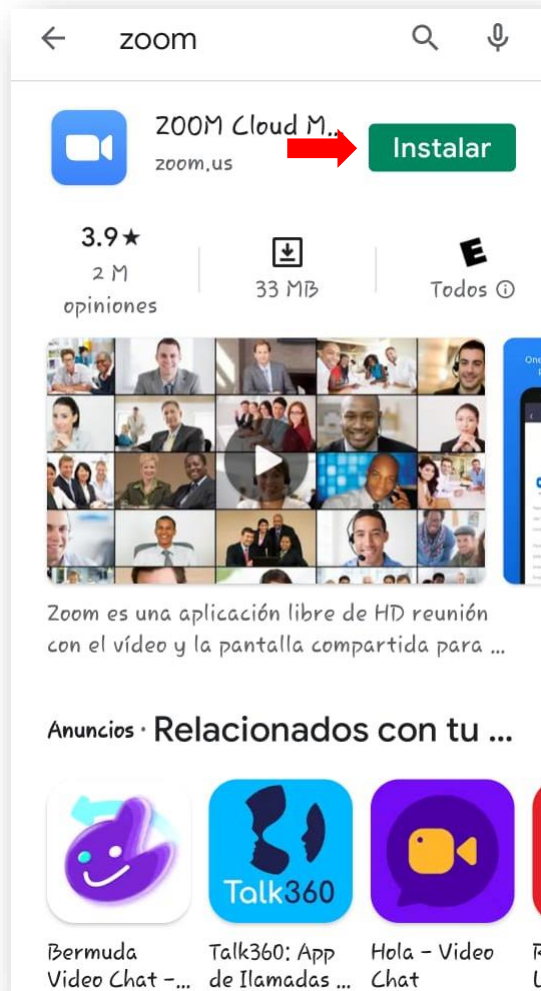 zoom
ZOOM Cloud M...
zoom.us
Instalar
3.9★
2 M
opiniones
33 MB
E
Todos
Zoom es una aplicación libre de HD reunión
con el vídeo y la pantalla compartida para ...
Anuncios · Relacionados con tu ...
Talk360
Bermuda
Video Chat -...
Talk360: App
de llamadas ...
Hola - Video
Chat